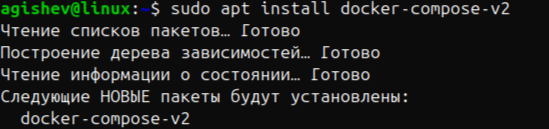 agishev@linux:~$ sudo apt install docker-compose-v2
Чтение списков пакетов… Готово
Построение дерева зависимостей… Готово
Чтение информации о состоянии… Готово
Следующие НОВЫЕ пакеты будут установлены:
  docker-compose-v2